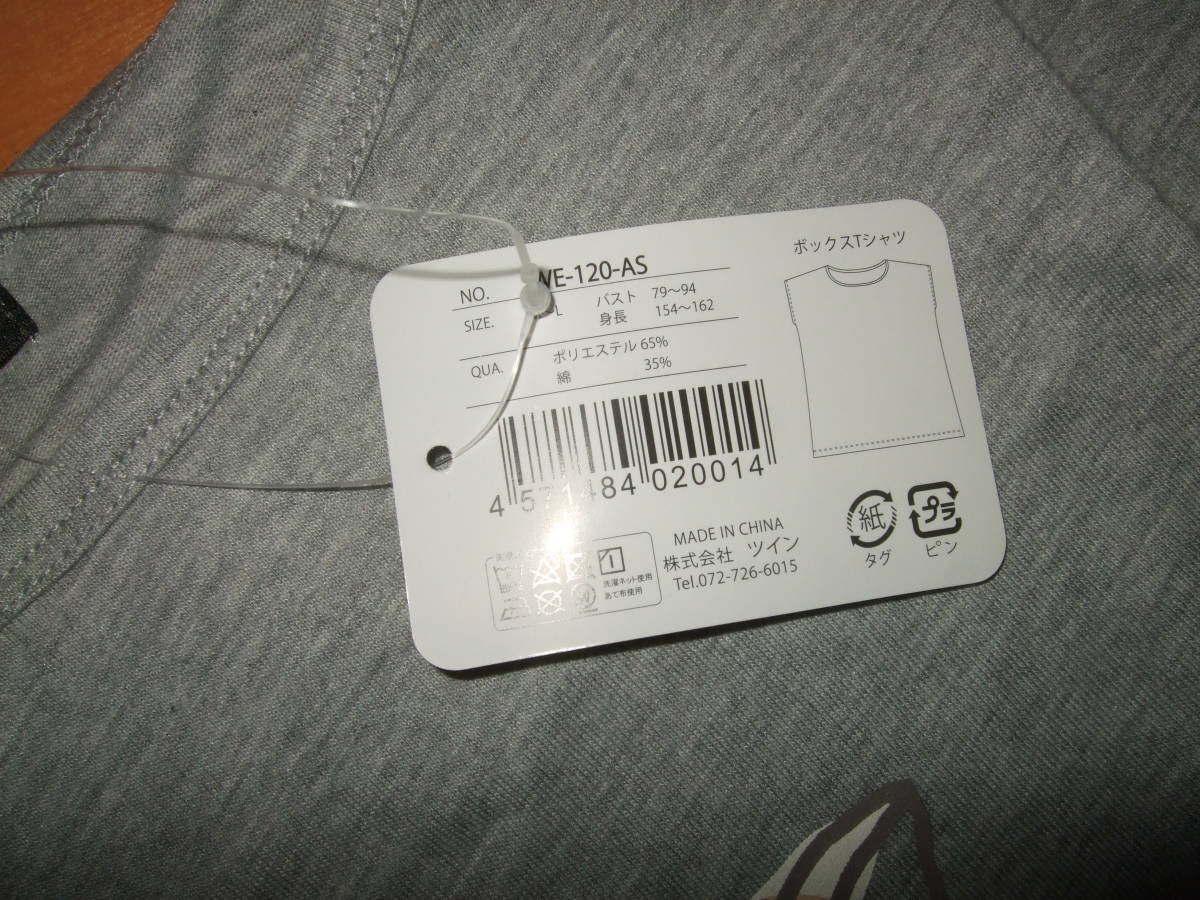 ボックスTシャツ
NO. WE-120-AS
SIZE. L バスト 79〜94
身長 154〜162
QUA. ポリエステル 65%
綿 35%
4 571484 020014
洗濯ネット使用
あて布使用
MADE IN CHINA
株式会社 ツイン
Tel.072-726-6015
紙
タグ
プラ
ピン